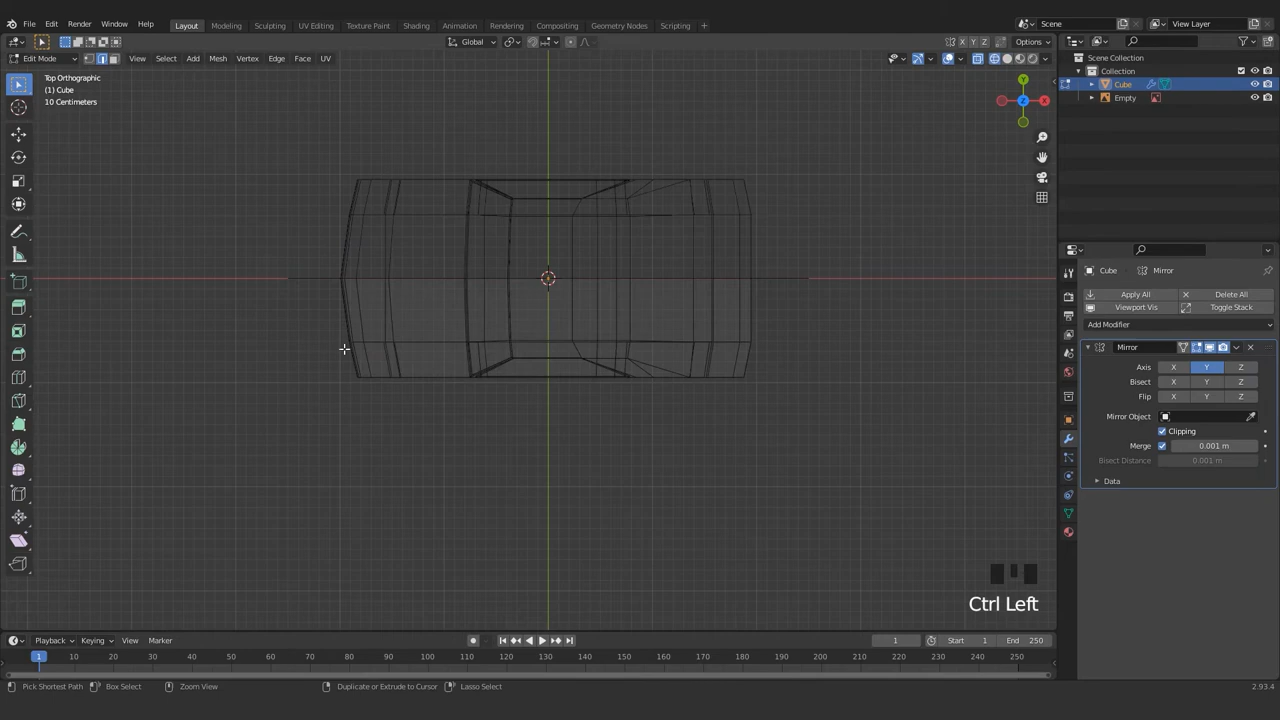 File Edit Render Window Help Layout Modeling Sculpting UV Editing Texture Paint Shading Animation Rendering Compositing Geometry Nodes Scripting + Scene View Layer
Global Options
Edit Mode View Select Add Mesh Vertex Edge Face UV
X Y Z
Top Orthographic
(1) Cube
10 Centimeters
Y
Z X
Scene Collection
Collection
Cube
Empty
Cube Mirror
Apply All Delete All
Viewport Vis Toggle Stack
Add Modifier
Mirror
Axis X Y Z
Bisect X Y Z
Flip X Y Z
Mirror Object
Clipping
Merge 0.001 m
Bisect Distance 0.001 m
Data
Ctrl Left
Playback Keying View Marker 1 Start 1 End 250
1 10 20 30 40 50 60 70 80 90 100 110 120 130 140 150 160 170 180 190 200 210 220 230 240 250
Pick Shortest Path Box Select Zoom View Duplicate or Extrude to Cursor Lasso Select 2.93.4